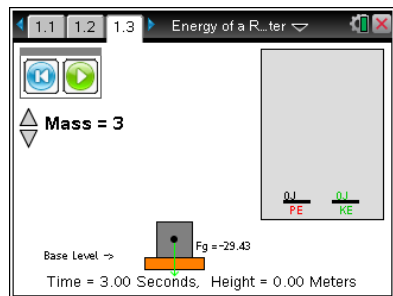 1.1 1.2 1.3 Energy of a R...ter
Mass = 3
0J 0J
PE KE
Fg =-29.43
Base Level ->
Time = 3.00 Seconds, Height = 0.00 Meters